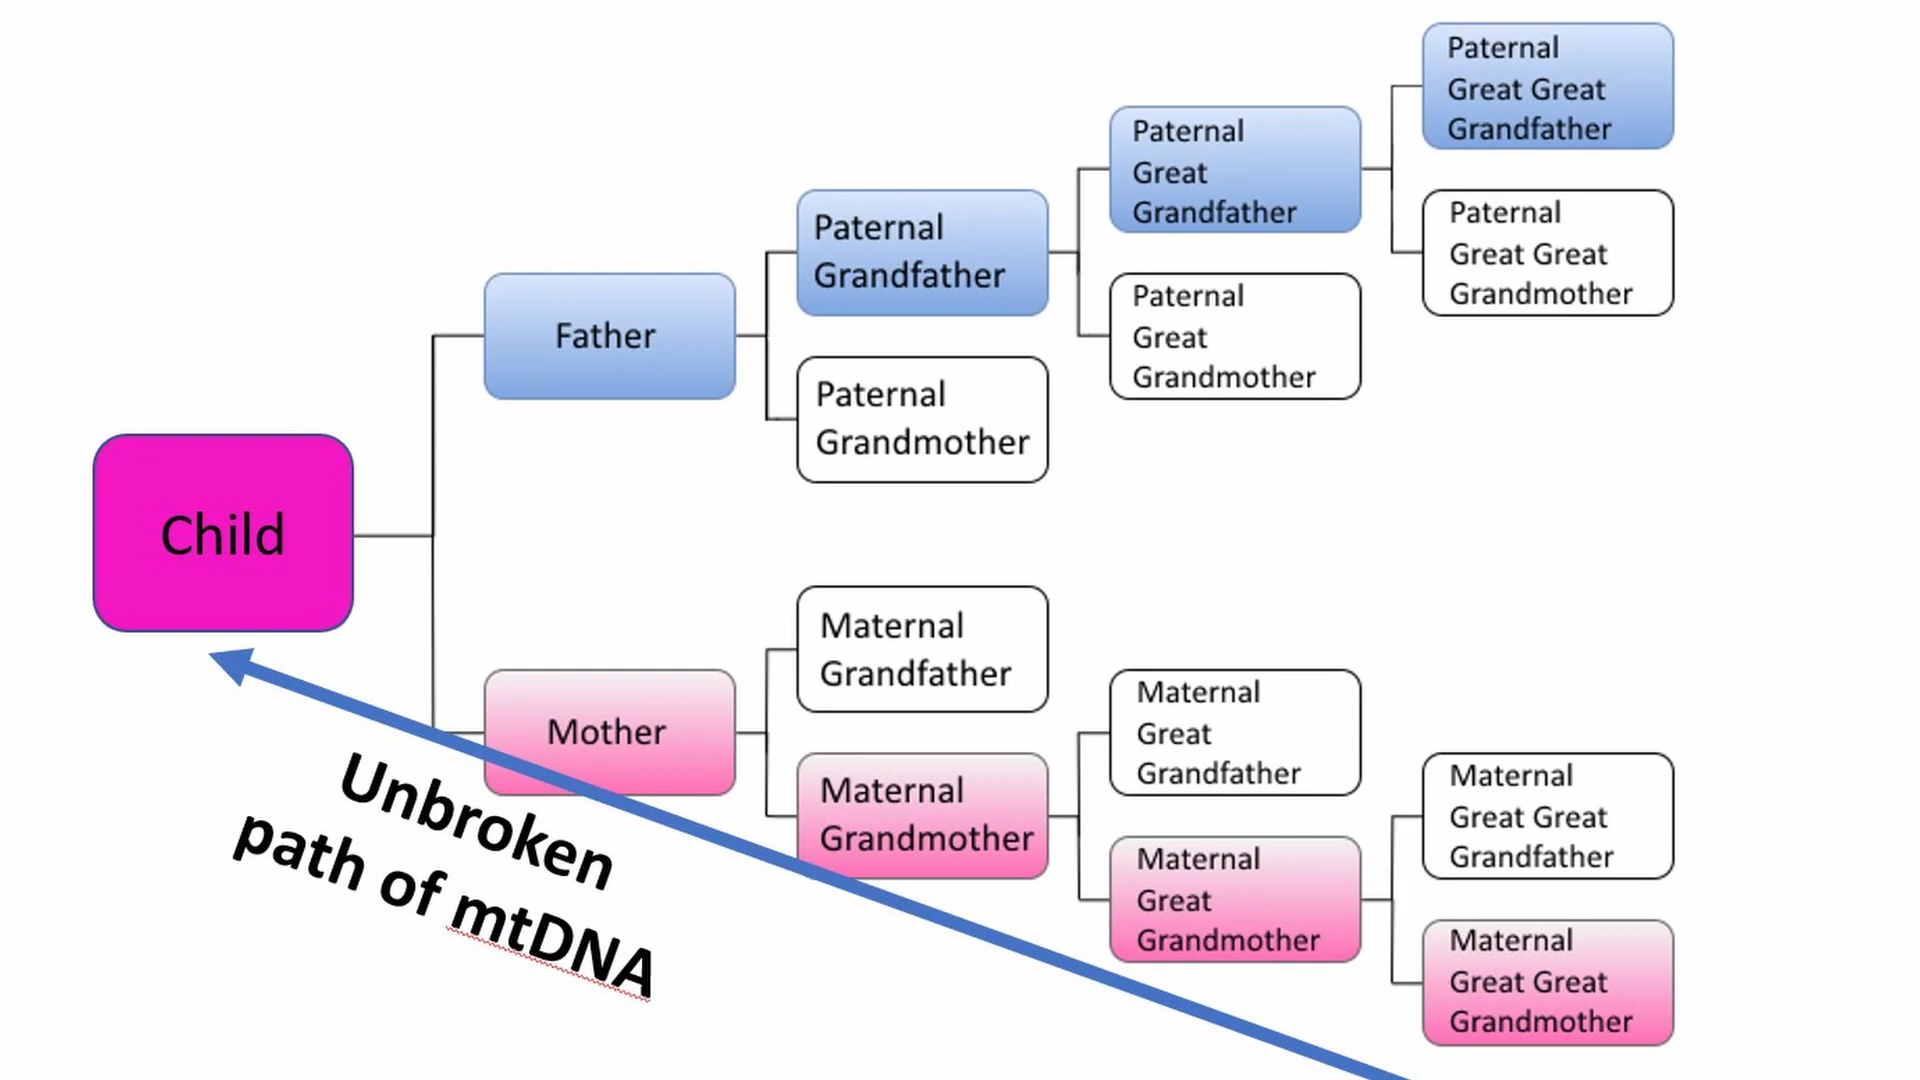 Paternal
Great Great
Grandfather
Paternal
Great
Grandfather
Paternal
Great Great
Grandmother
Paternal
Grandfather
Paternal
Great
Grandmother
Father
Paternal
Grandmother
Child
Maternal
Grandfather
Mother
Maternal
Great
Grandfather
Maternal
Grandmother
Maternal
Great Great
Grandfather
Maternal
Great
Grandmother
Maternal
Great Great
Grandmother
Unbroken
path of mtDNA